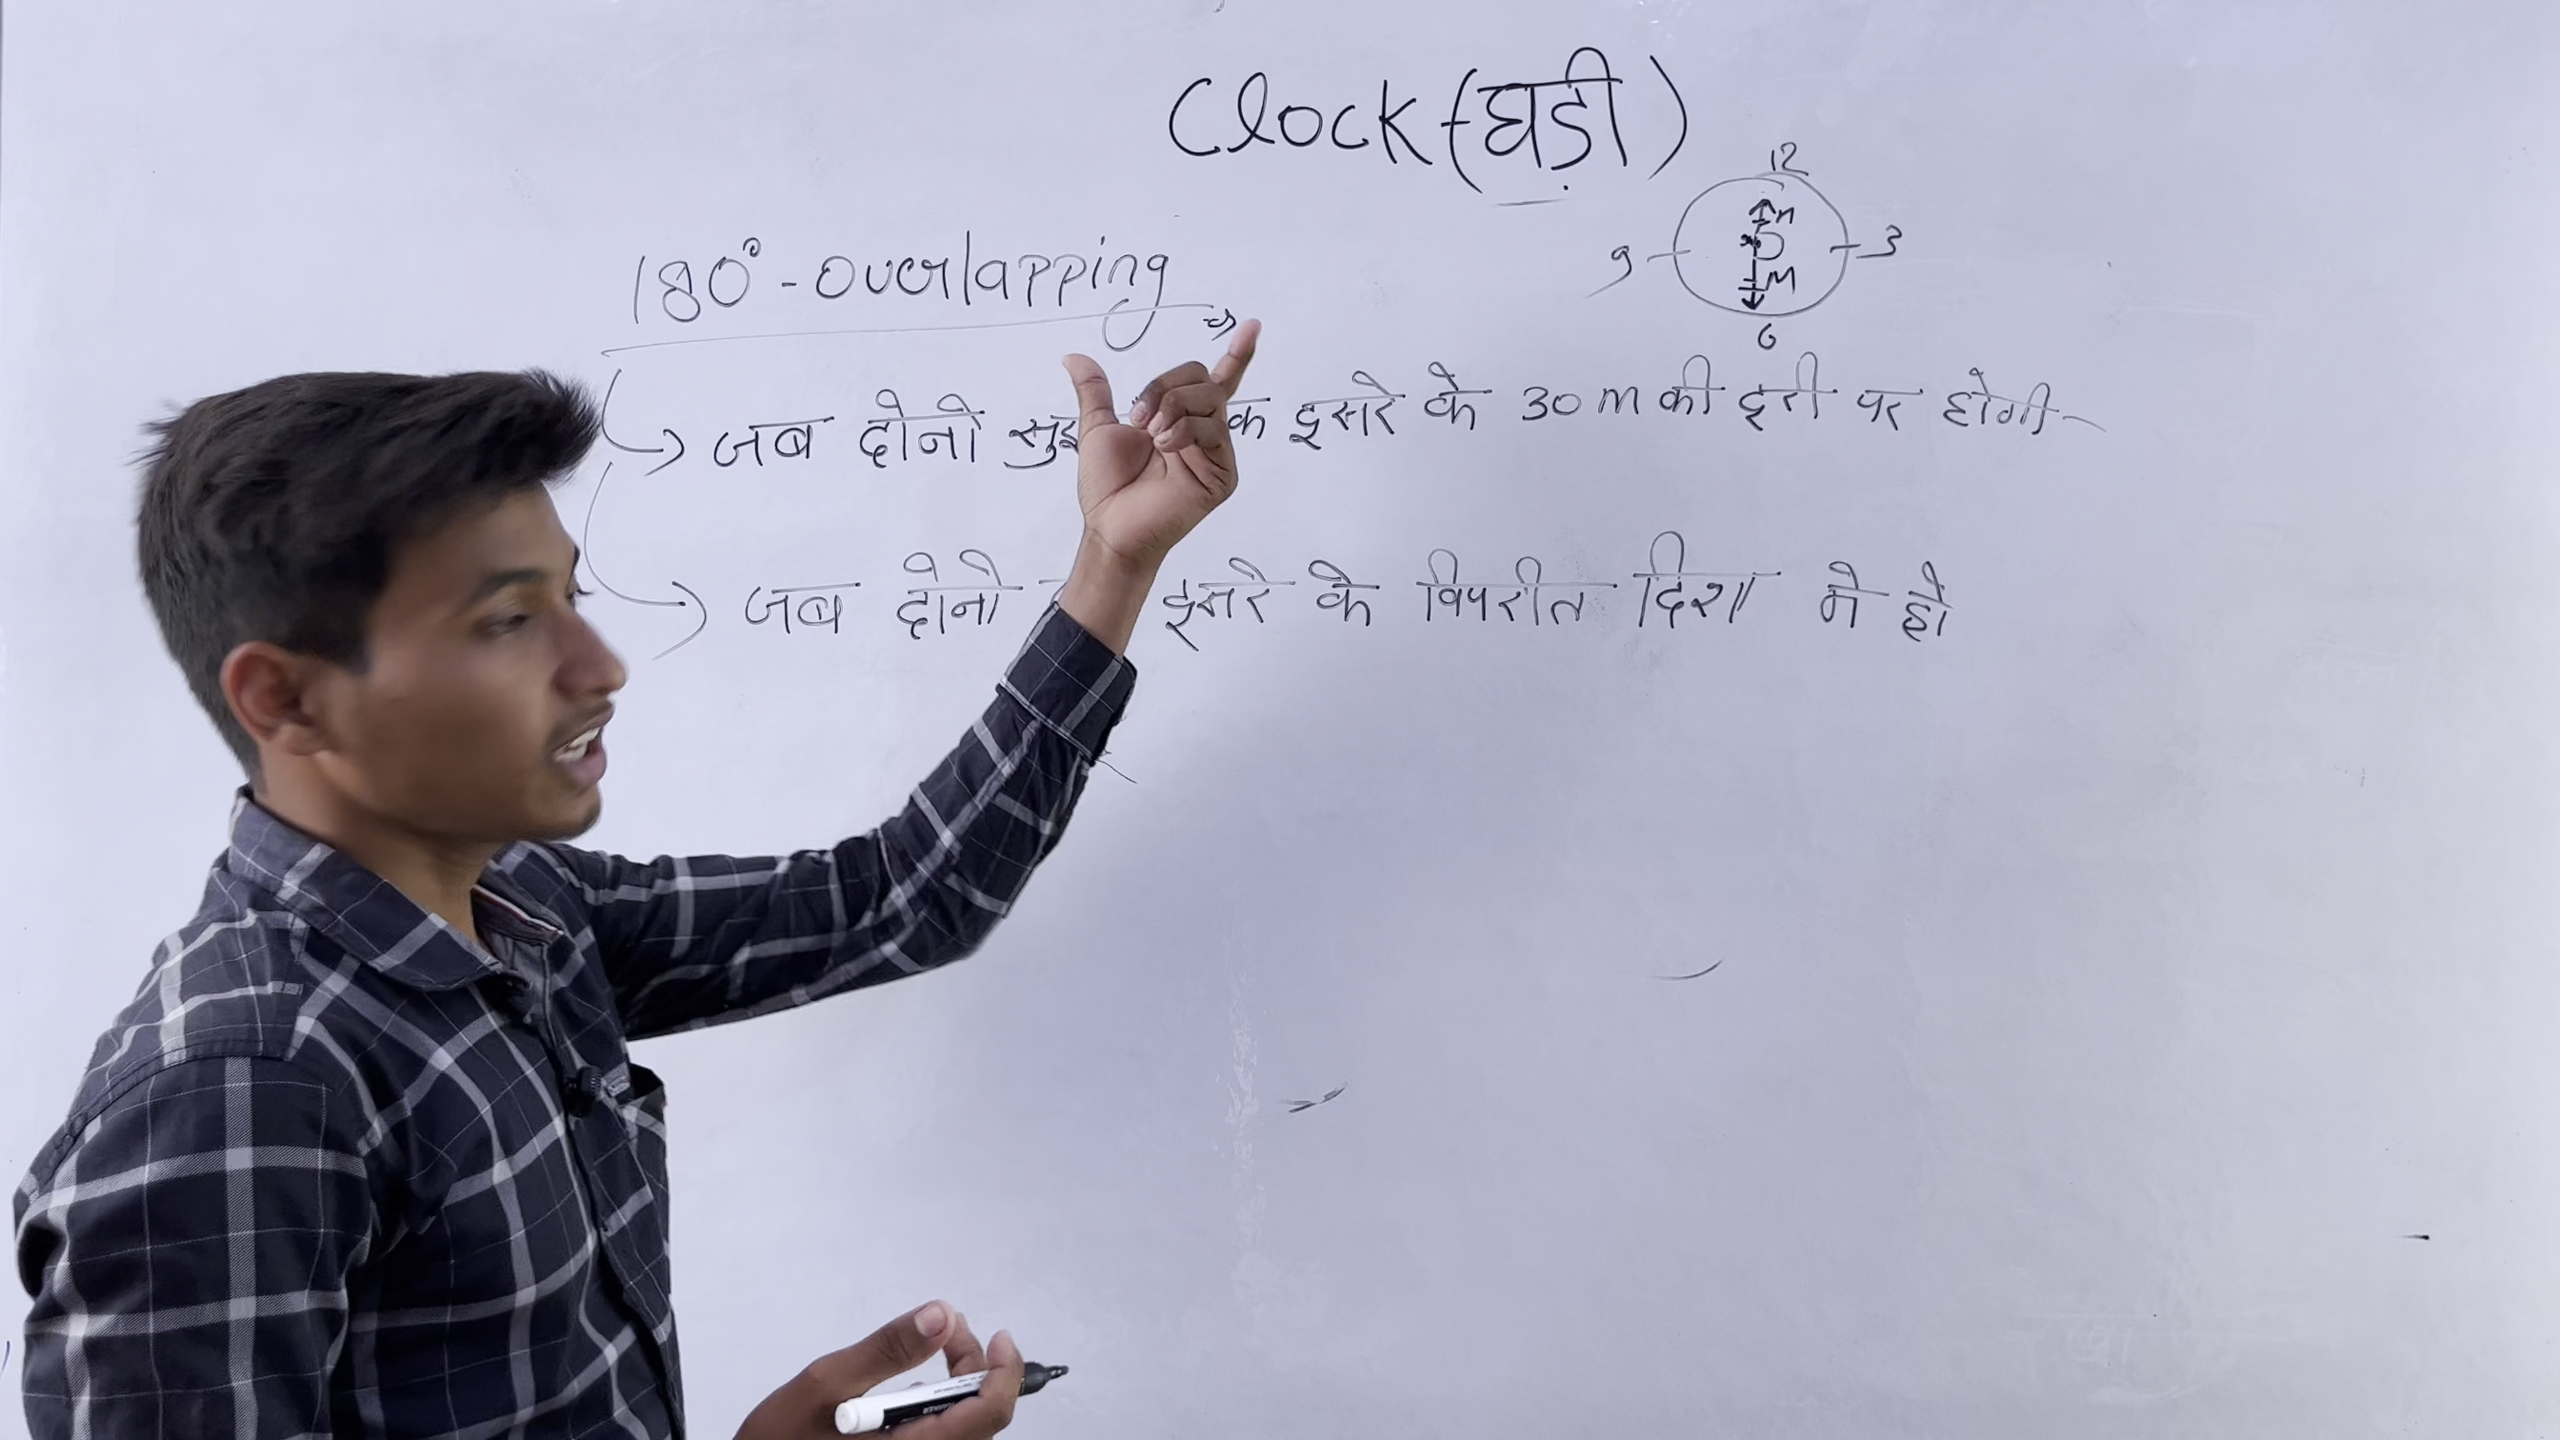 Clock (घड़ी)
12
9 3
H
M
6
180° - overlapping
जब दोनो दूसरे के 30 m की दूरी पर होगी
जब दोनो दूसरे के विपरीत दिशा मे हो